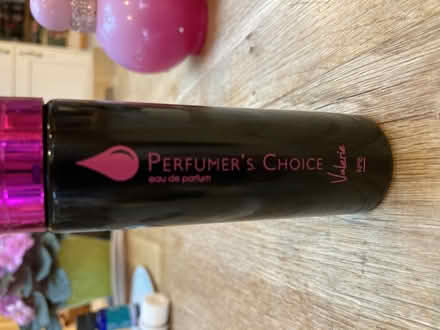 PERFUMER'S CHOICE
eau de parfum
Valerie